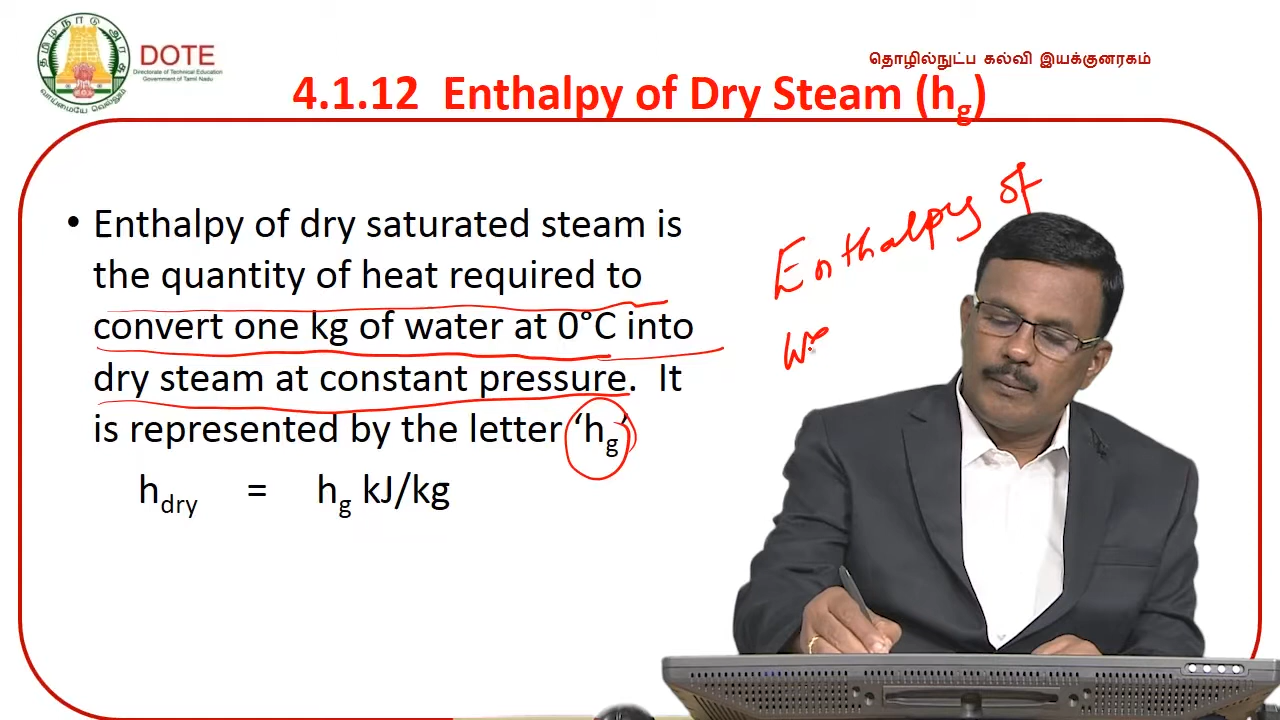 தமிழ்நாடு அரசு
வாய்மையே வெல்லும்
DOTE
Directorate of Technical Education
Government of Tamil Nadu
தொழில்நுட்ப கல்வி இயக்குனரகம்
4.1.12 Enthalpy of Dry Steam (hg)
• Enthalpy of dry saturated steam is
the quantity of heat required to
convert one kg of water at 0°C into
dry steam at constant pressure. It
is represented by the letter ‘hg’
hdry = hg kJ/kg
Enthalpy of